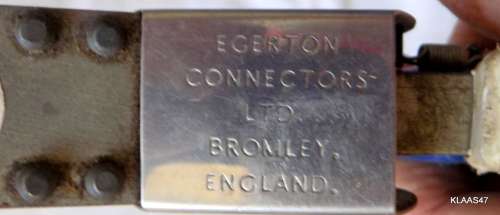 EGERTON
CONNECTORS
LTD.
BROMLEY.
ENGLAND.
KLAAS47